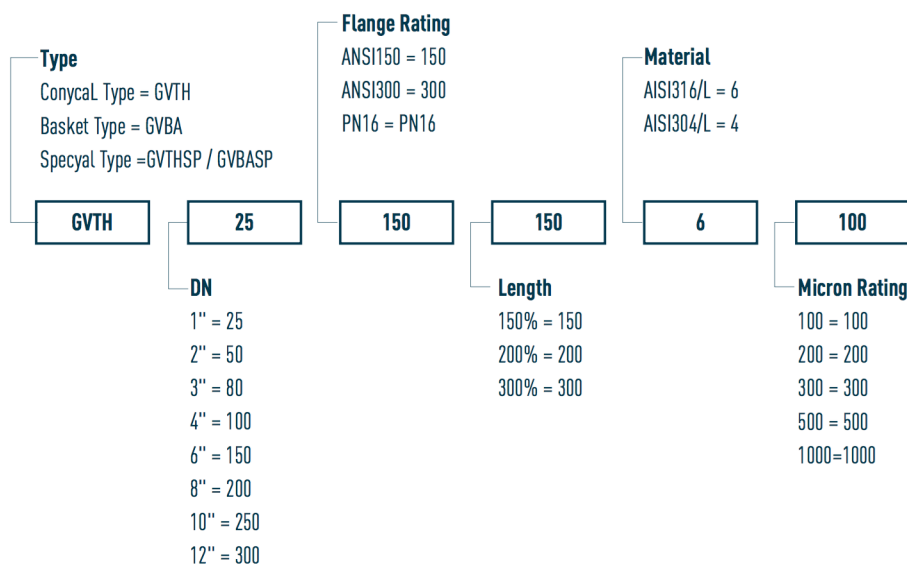 Flange Rating
ANSI150 = 150
ANSI300 = 300
PN16 = PN16
Type
ConycaL Type = GVTH
Basket Type = GVBA
Specyal Type =GVTHSP / GVBASP
Material
AISI316/L = 6
AISI304/L = 4
GVTH 25 150 150 6 100
DN
1" = 25
2" = 50
3" = 80
4" = 100
6" = 150
8" = 200
10" = 250
12" = 300
Length
150% = 150
200% = 200
300% = 300
Micron Rating
100 = 100
200 = 200
300 = 300
500 = 500
1000=1000